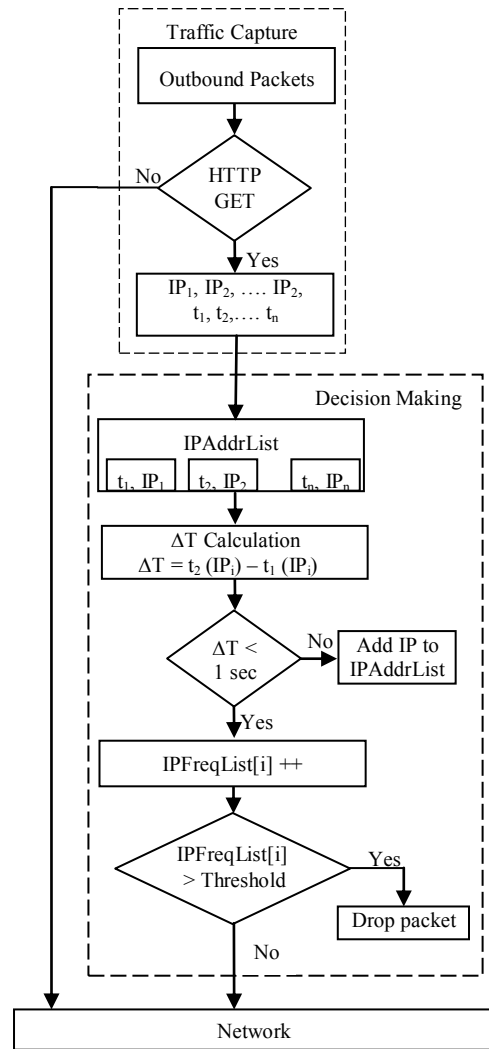 Traffic Capture
Outbound Packets
HTTP
GET
No
Yes
IP₁, IP₂, …. IP₂,
t₁, t₂,…. tₙ
Decision Making
IPAddrList
t₁, IP₁
t₂, IP₂
tₙ, IPₙ
ΔT Calculation
ΔT = t₂ (IPᵢ) – t₁ (IPᵢ)
ΔT <
1 sec
No
Add IP to
IPAddrList
Yes
IPFreqList[i] ++
IPFreqList[i]
> Threshold
Yes
Drop packet
No
Network